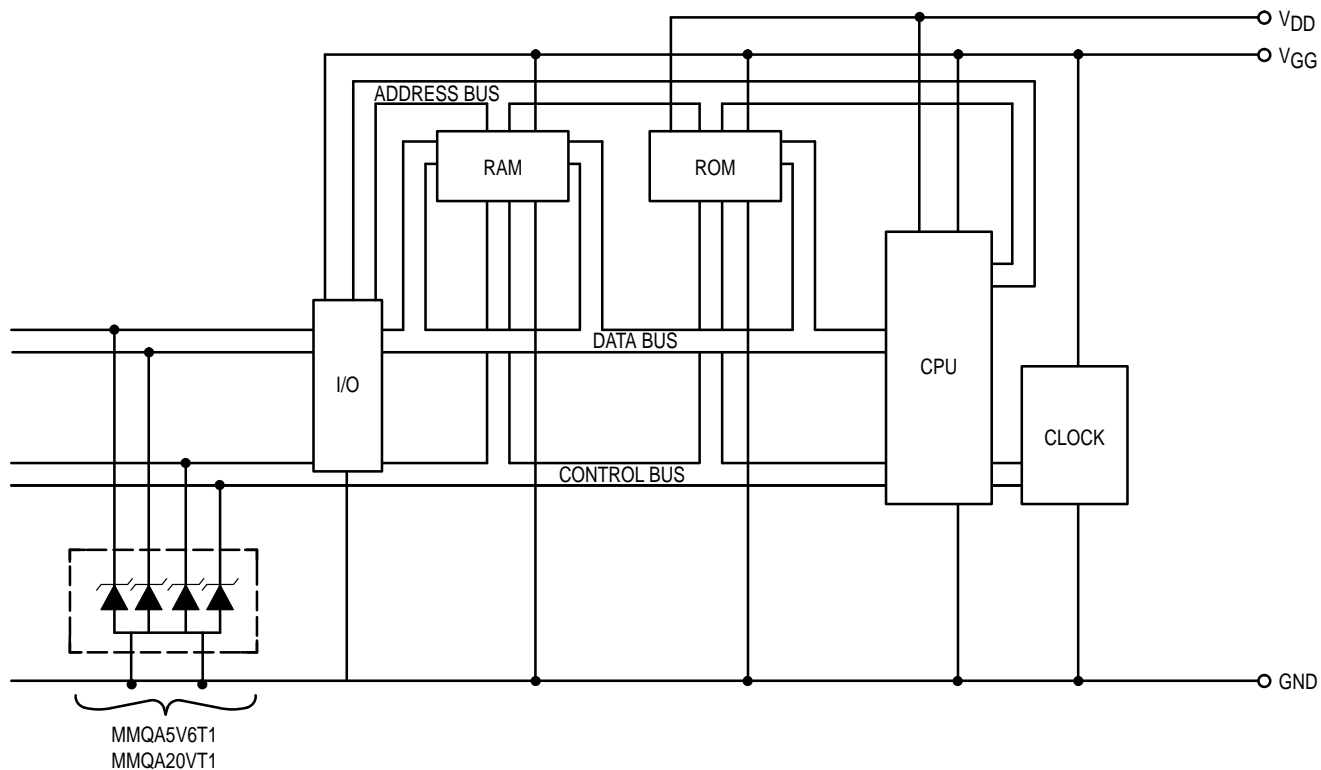 VDD
VGG
ADDRESS BUS
RAM
ROM
DATA BUS
I/O
CPU
CLOCK
CONTROL BUS
GND
MMQA5V6T1
MMQA20VT1